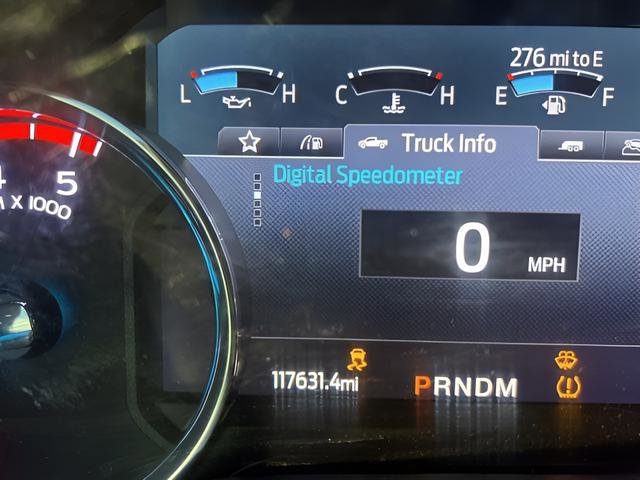 276 mi to E
L H C H E F
Truck Info
Digital Speedometer
5
X 1000
0 MPH
117631.4mi PRNDM